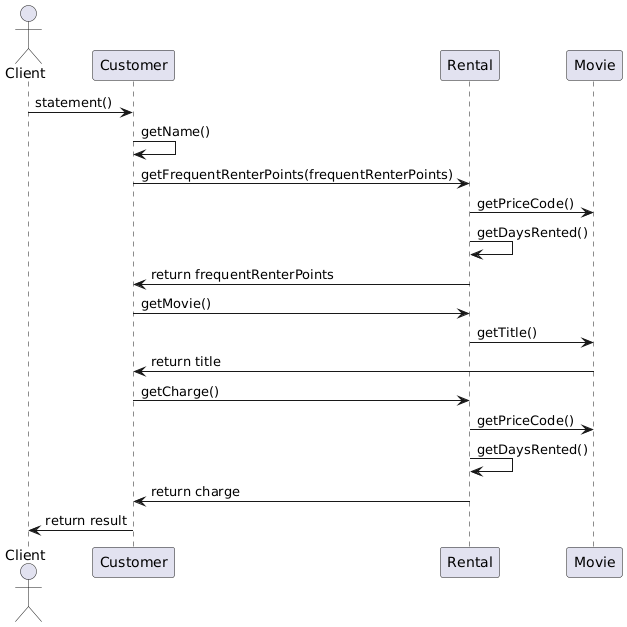 Client
Customer
Rental
Movie
statement()
getName()
getFrequentRenterPoints(frequentRenterPoints)
getPriceCode()
getDaysRented()
return frequentRenterPoints
getMovie()
getTitle()
return title
getCharge()
getPriceCode()
getDaysRented()
return charge
return result
Client
Customer
Rental
Movie